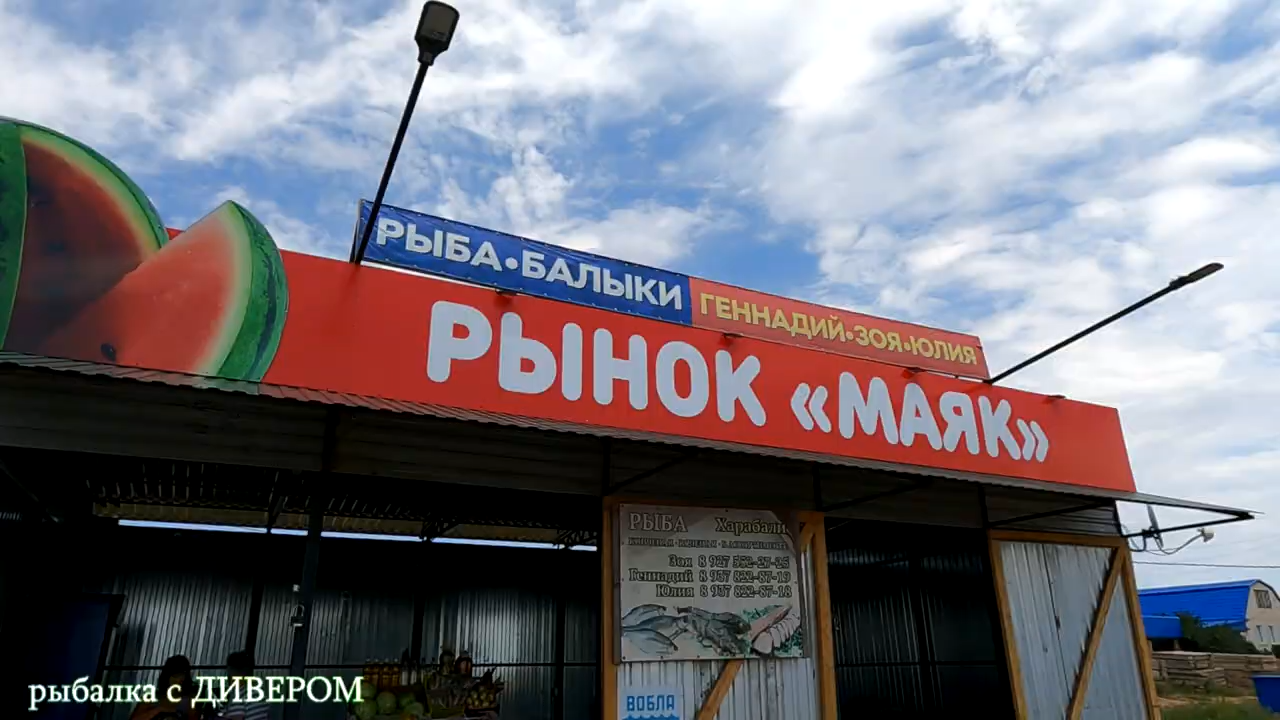 РЫБА•БАЛЫКИ
ГЕННАДИЙ•ЗОЯ•ЮЛИЯ
РЫНОК «МАЯК»
РЫБА Харабали
Зоя 8 927 552-27-25
Геннадий 8 937 822-87-19
Юлия 8 937 822-87-18
ВОБЛА
рыбалка с ДИВЕРОМ